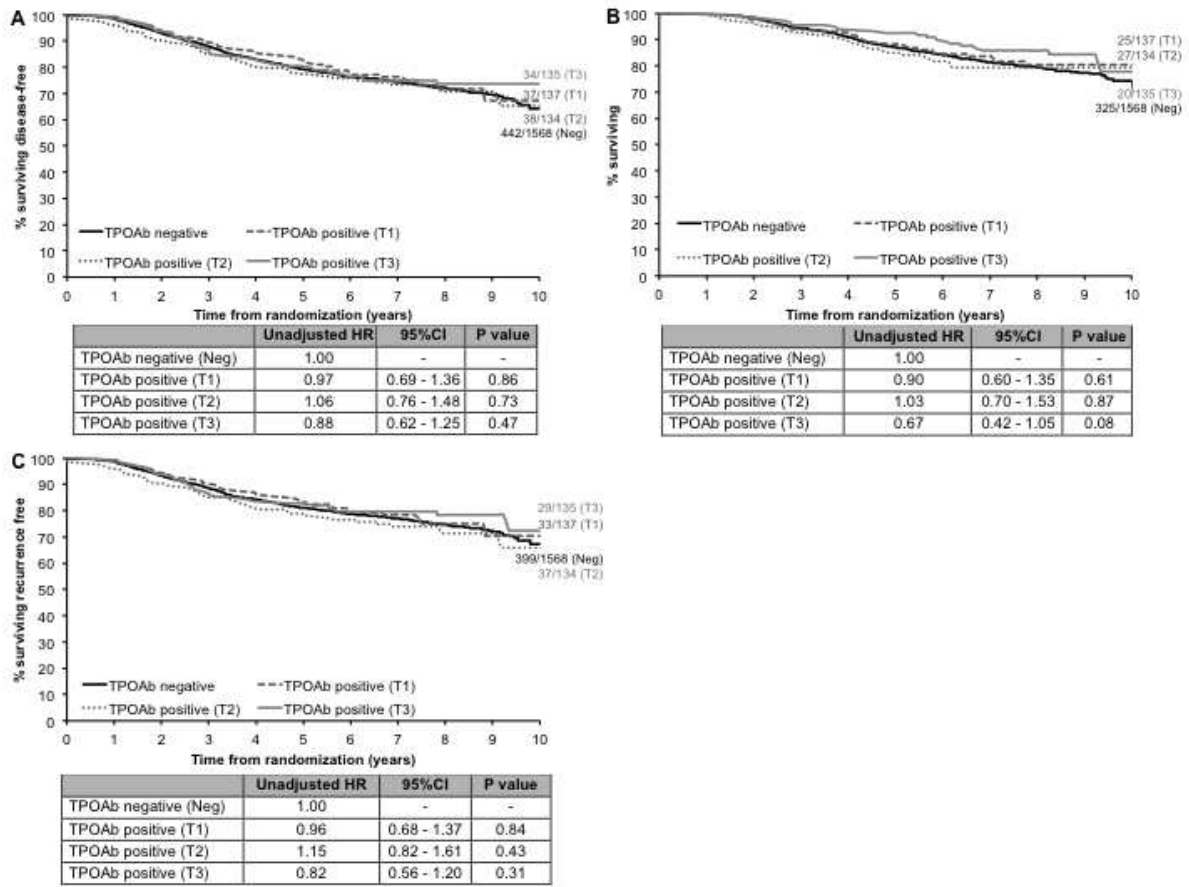 A
% surviving disease-free
100
90
80
70
60
50
40
30
20
10
0
34/135 (T3)
37/137 (T1)
38/134 (T2)
442/1568 (Neg)
TPOAb negative
TPOAb positive (T1)
TPOAb positive (T2)
TPOAb positive (T3)
0 1 2 3 4 5 6 7 8 9 10
Time from randomization (years)
Unadjusted HR 95%CI P value
TPOAb negative (Neg) 1.00 - -
TPOAb positive (T1) 0.97 0.69 - 1.36 0.86
TPOAb positive (T2) 1.06 0.76 - 1.48 0.73
TPOAb positive (T3) 0.88 0.62 - 1.25 0.47
B
% surviving
100
90
80
70
60
50
40
30
20
10
0
25/137 (T1)
27/134 (T2)
20/135 (T3)
325/1568 (Neg)
TPOAb negative
TPOAb positive (T1)
TPOAb positive (T2)
TPOAb positive (T3)
0 1 2 3 4 5 6 7 8 9 10
Time from randomization (years)
Unadjusted HR 95%CI P value
TPOAb negative (Neg) 1.00 - -
TPOAb positive (T1) 0.90 0.60 - 1.35 0.61
TPOAb positive (T2) 1.03 0.70 - 1.53 0.87
TPOAb positive (T3) 0.67 0.42 - 1.05 0.08
C
% surviving recurrence free
100
90
80
70
60
50
40
30
20
10
0
29/135 (T3)
33/137 (T1)
399/1568 (Neg)
37/134 (T2)
TPOAb negative
TPOAb positive (T1)
TPOAb positive (T2)
TPOAb positive (T3)
0 1 2 3 4 5 6 7 8 9 10
Time from randomization (years)
Unadjusted HR 95%CI P value
TPOAb negative (Neg) 1.00 - -
TPOAb positive (T1) 0.96 0.68 - 1.37 0.84
TPOAb positive (T2) 1.15 0.82 - 1.61 0.43
TPOAb positive (T3) 0.82 0.56 - 1.20 0.31